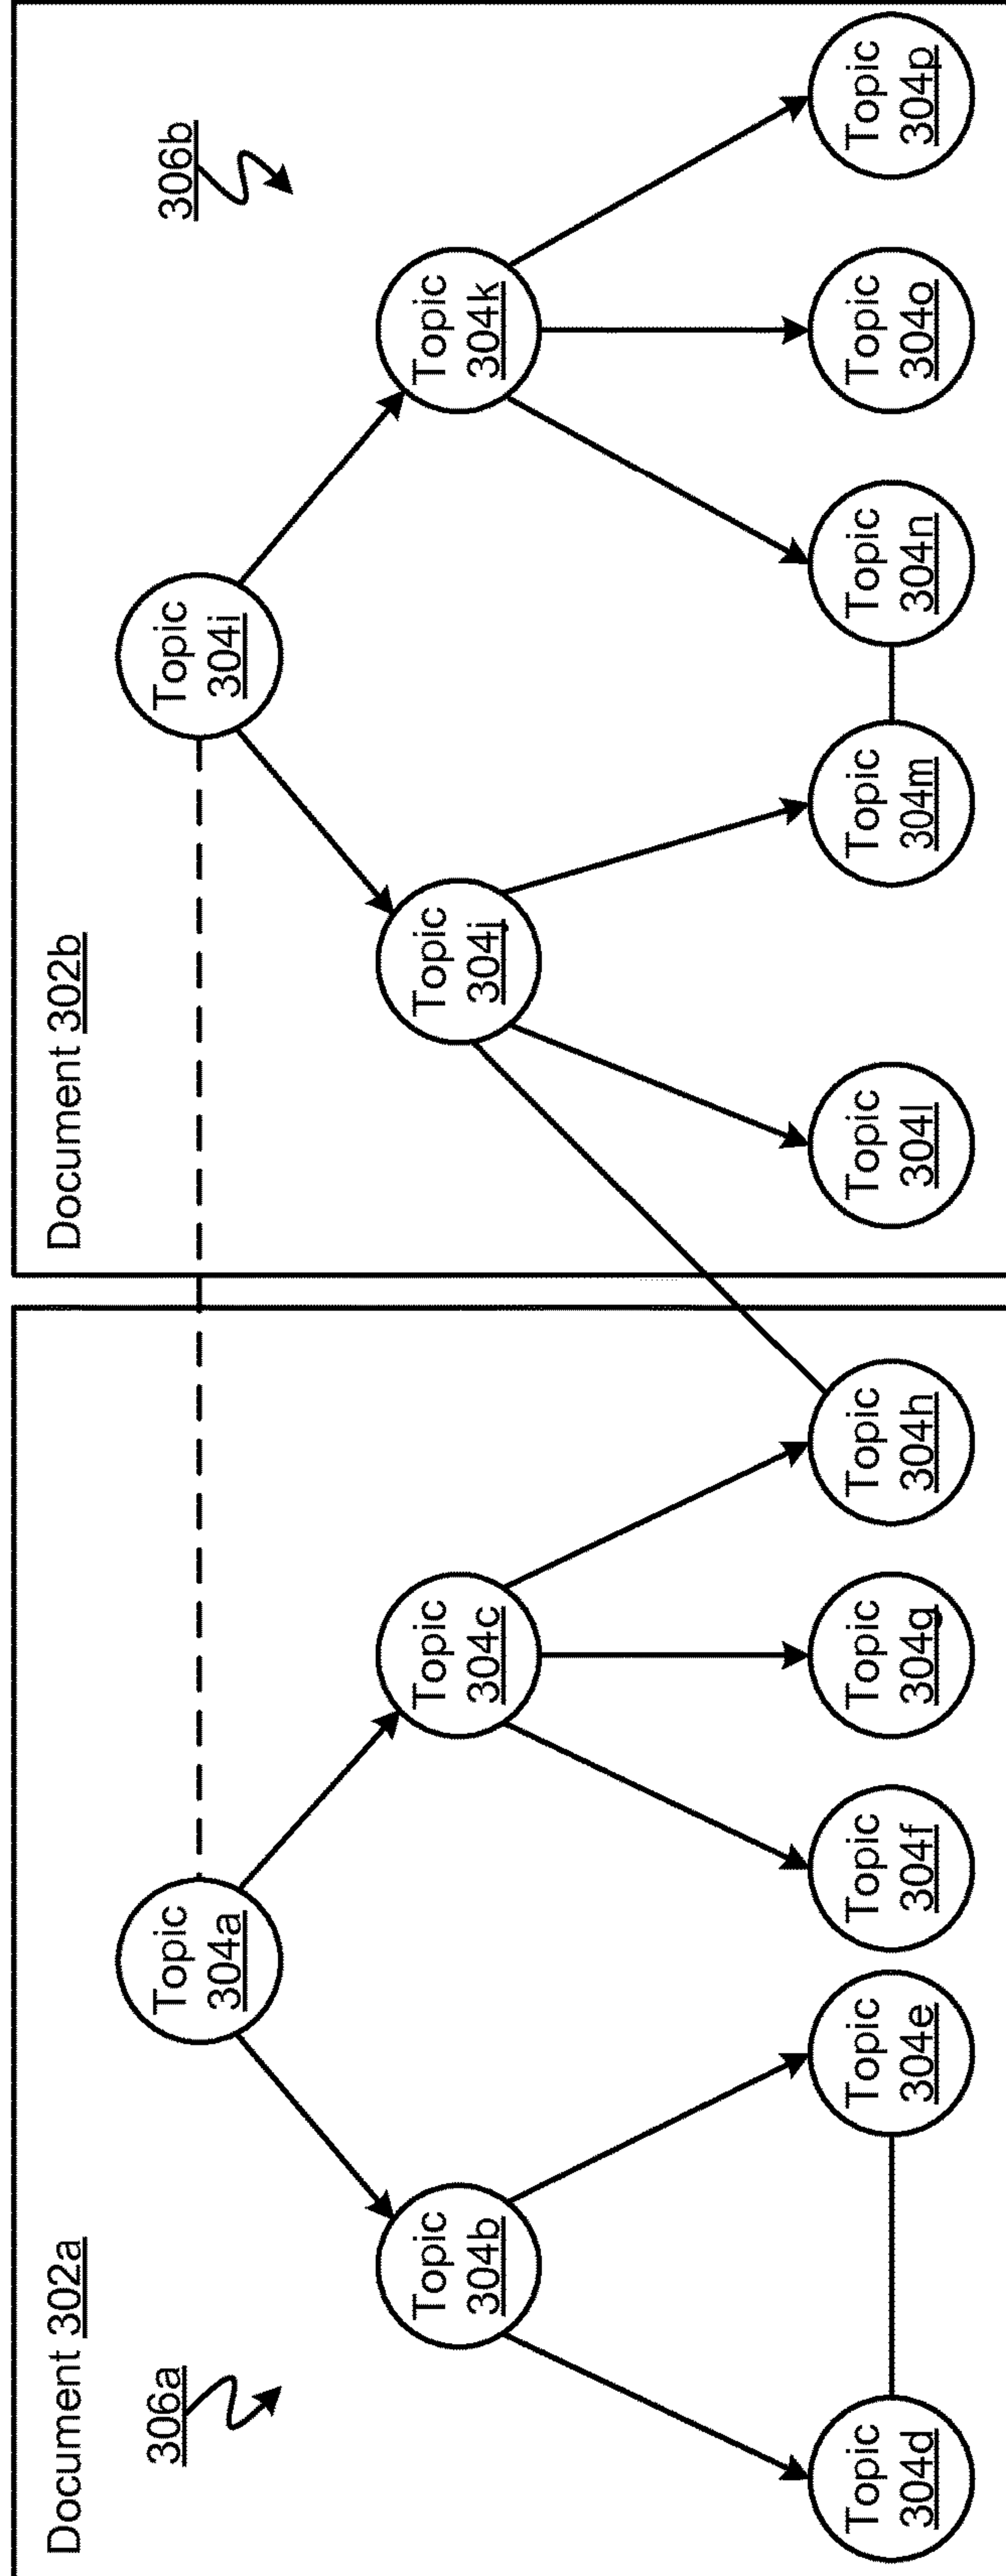 Document 302a
306a
Topic
304a
Topic
304b
Topic
304c
Topic
304d
Topic
304e
Topic
304f
Topic
304g
Topic
304h
Document 302b
306b
Topic
304i
Topic
304j
Topic
304k
Topic
304l
Topic
304m
Topic
304n
Topic
304o
Topic
304p